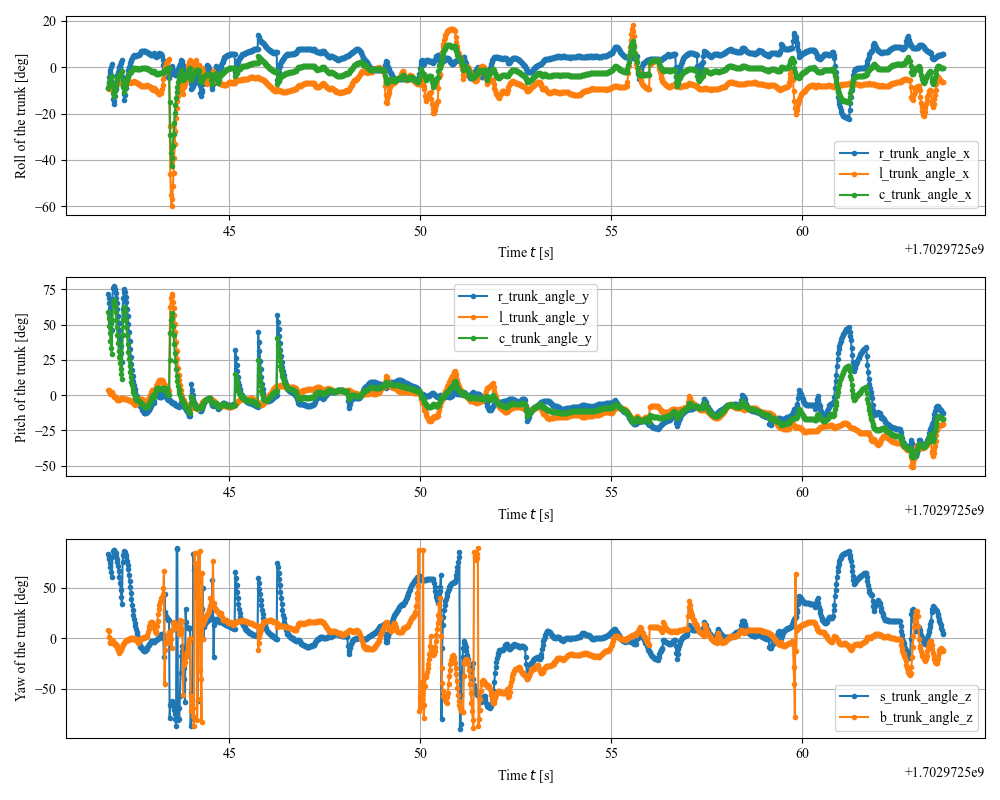 Roll of the trunk [deg]
20
0
−20
−40
−60
r_trunk_angle_x
l_trunk_angle_x
c_trunk_angle_x
45
50
55
60
Time t [s]
+1.7029725e9
Pitch of the trunk [deg]
75
50
25
0
−25
−50
r_trunk_angle_y
l_trunk_angle_y
c_trunk_angle_y
45
50
55
60
Time t [s]
+1.7029725e9
Yaw of the trunk [deg]
50
0
−50
s_trunk_angle_z
b_trunk_angle_z
45
50
55
60
Time t [s]
+1.7029725e9